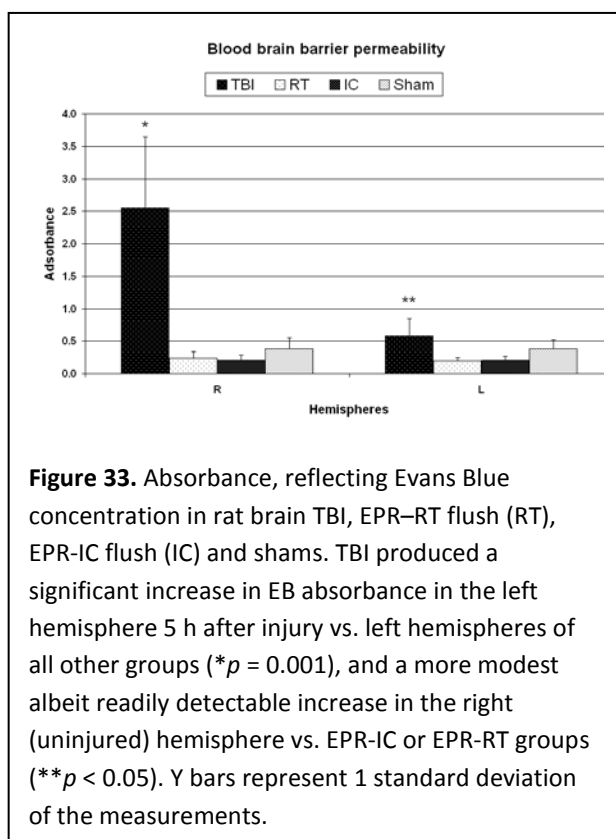 Blood brain barrier permeability
TBI RT IC Sham
4.0
3.5
3.0
2.5
2.0
1.5
1.0
0.5
0.0
Adsorbance
*
**
R L
Hemispheres
Figure 33. Absorbance, reflecting Evans Blue
concentration in rat brain TBI, EPR–RT flush (RT),
EPR-IC flush (IC) and shams. TBI produced a
significant increase in EB absorbance in the left
hemisphere 5 h after injury vs. left hemispheres of
all other groups (*p = 0.001), and a more modest
albeit readily detectable increase in the right
(uninjured) hemisphere vs. EPR-IC or EPR-RT groups
(**p < 0.05). Y bars represent 1 standard deviation
of the measurements.